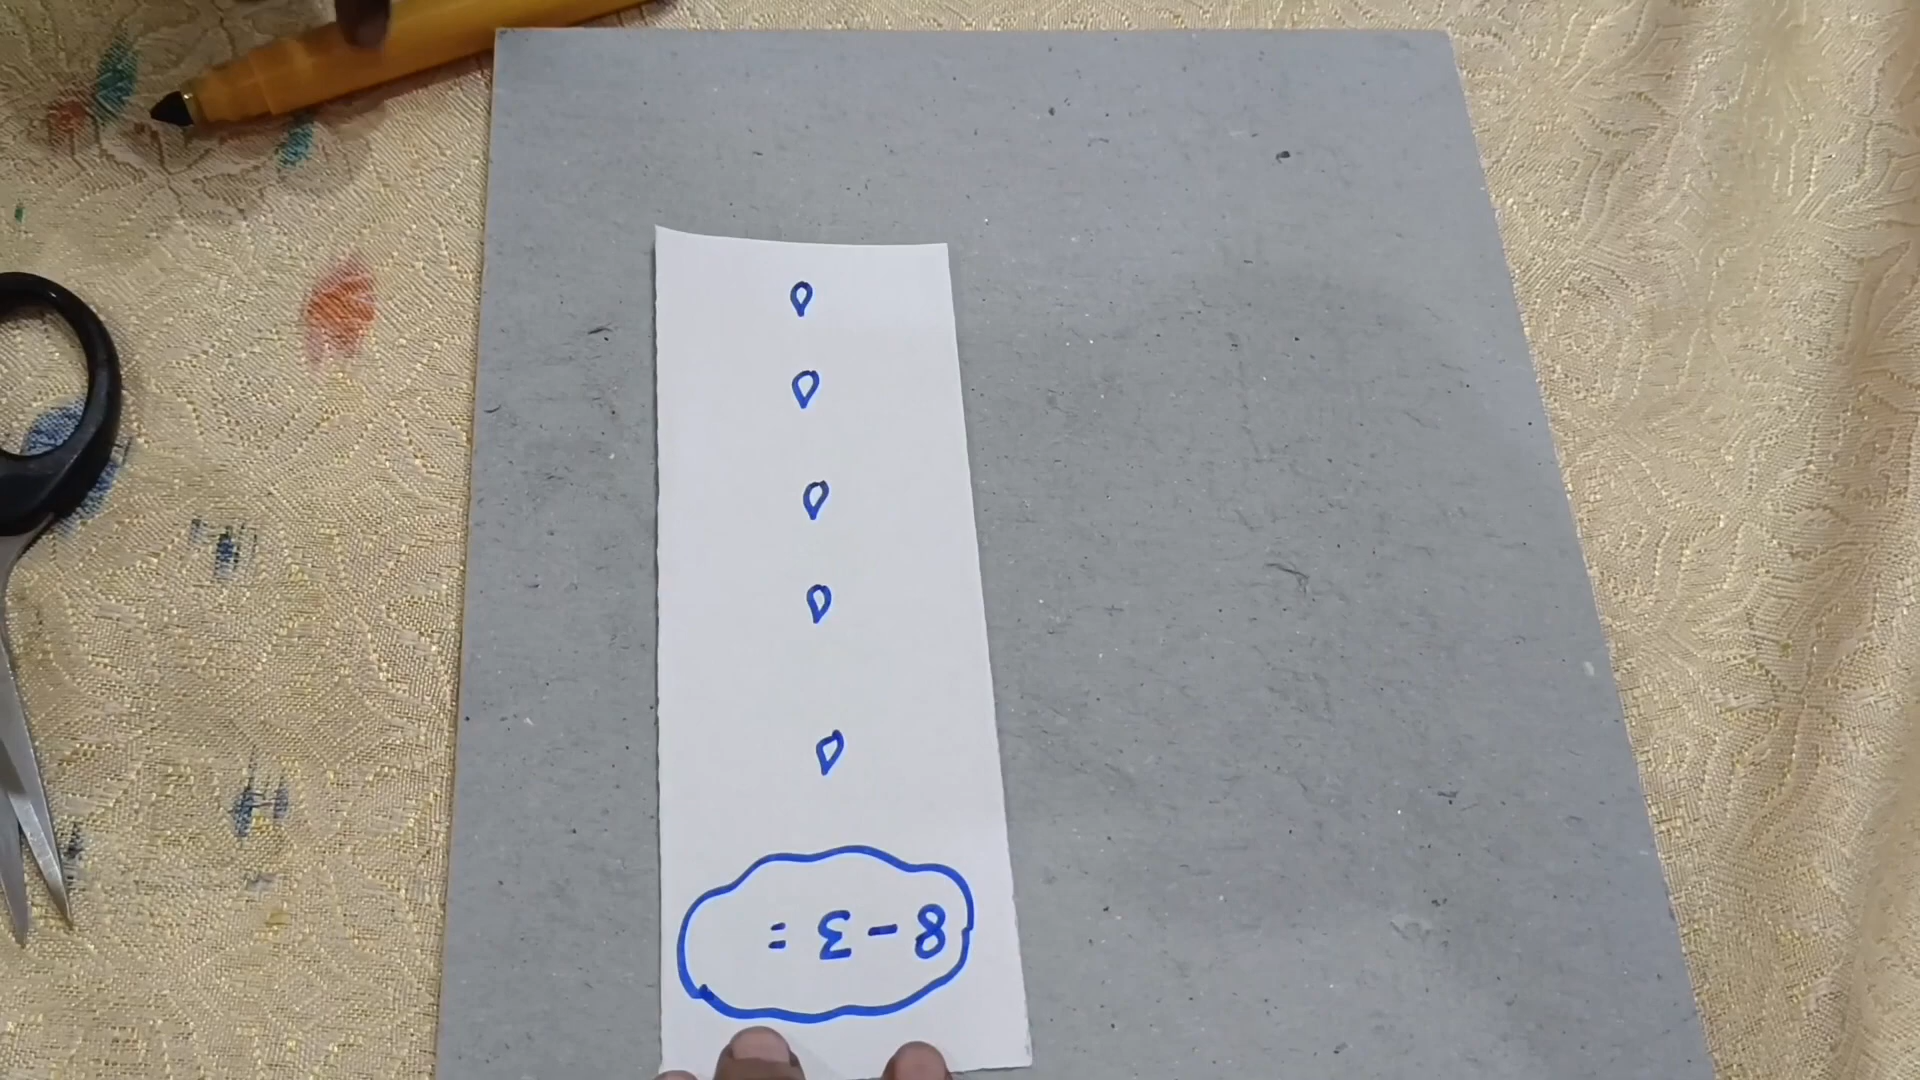 8 - 3 =